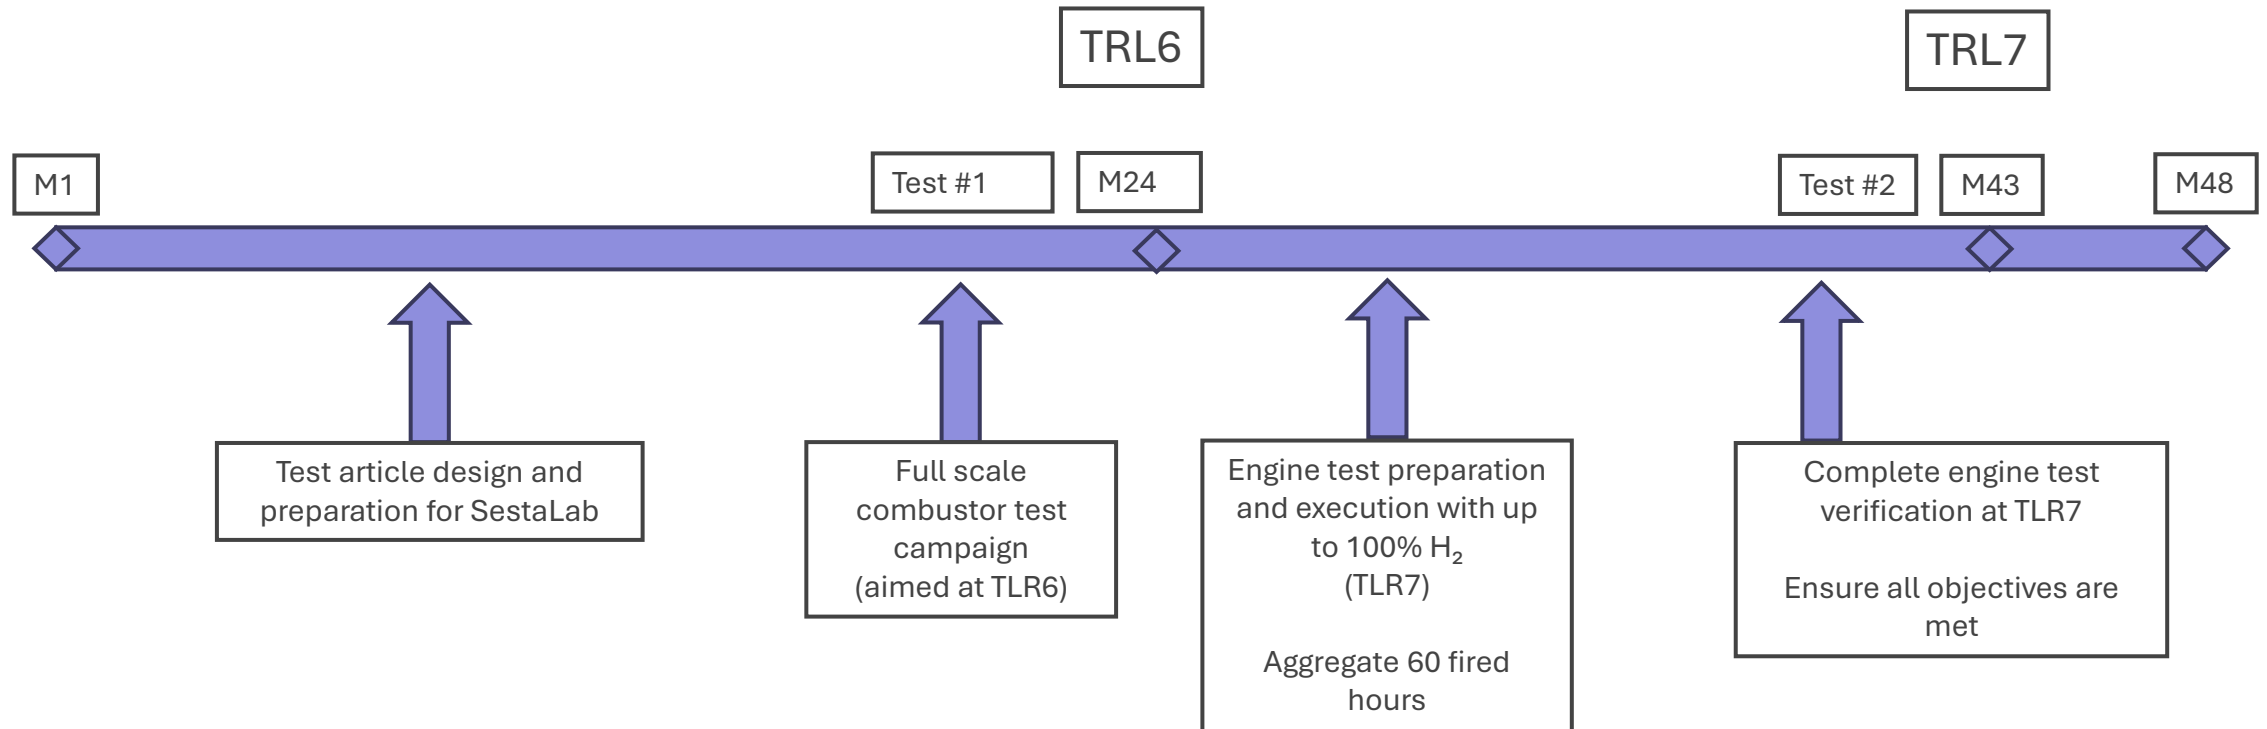 TRL6
TRL7
M1
Test #1
M24
Test #2
M43
M48
Test article design and
preparation for SestaLab
Full scale
combustor test
campaign
(aimed at TLR6)
Engine test preparation
and execution with up
to 100% H₂
(TLR7)
Aggregate 60 fired
hours
Complete engine test
verification at TLR7
Ensure all objectives are
met